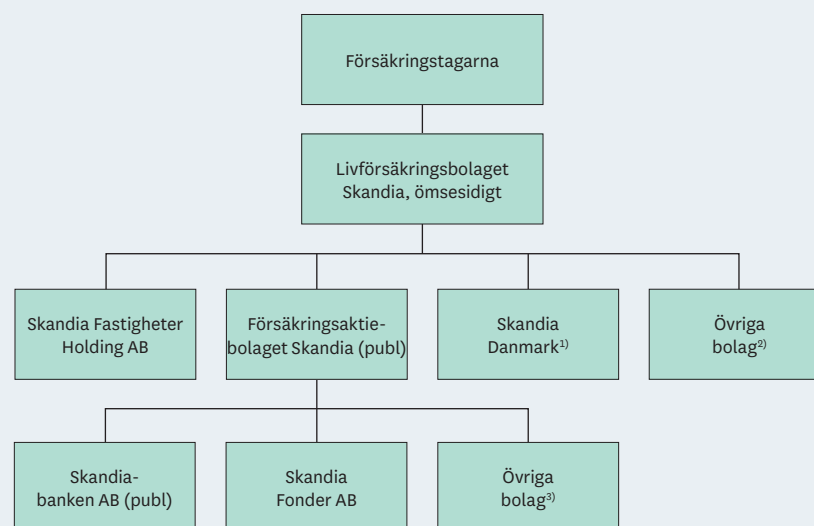 Försäkringstagarna
Livförsäkringsbolaget
Skandia, ömsesidigt
Skandia Fastigheter
Holding AB
Försäkringsaktie-
bolaget Skandia (publ)
Skandia
Danmark1)
Övriga
bolag2)
Skandia-
banken AB (publ)
Skandia
Fonder AB
Övriga
bolag3)